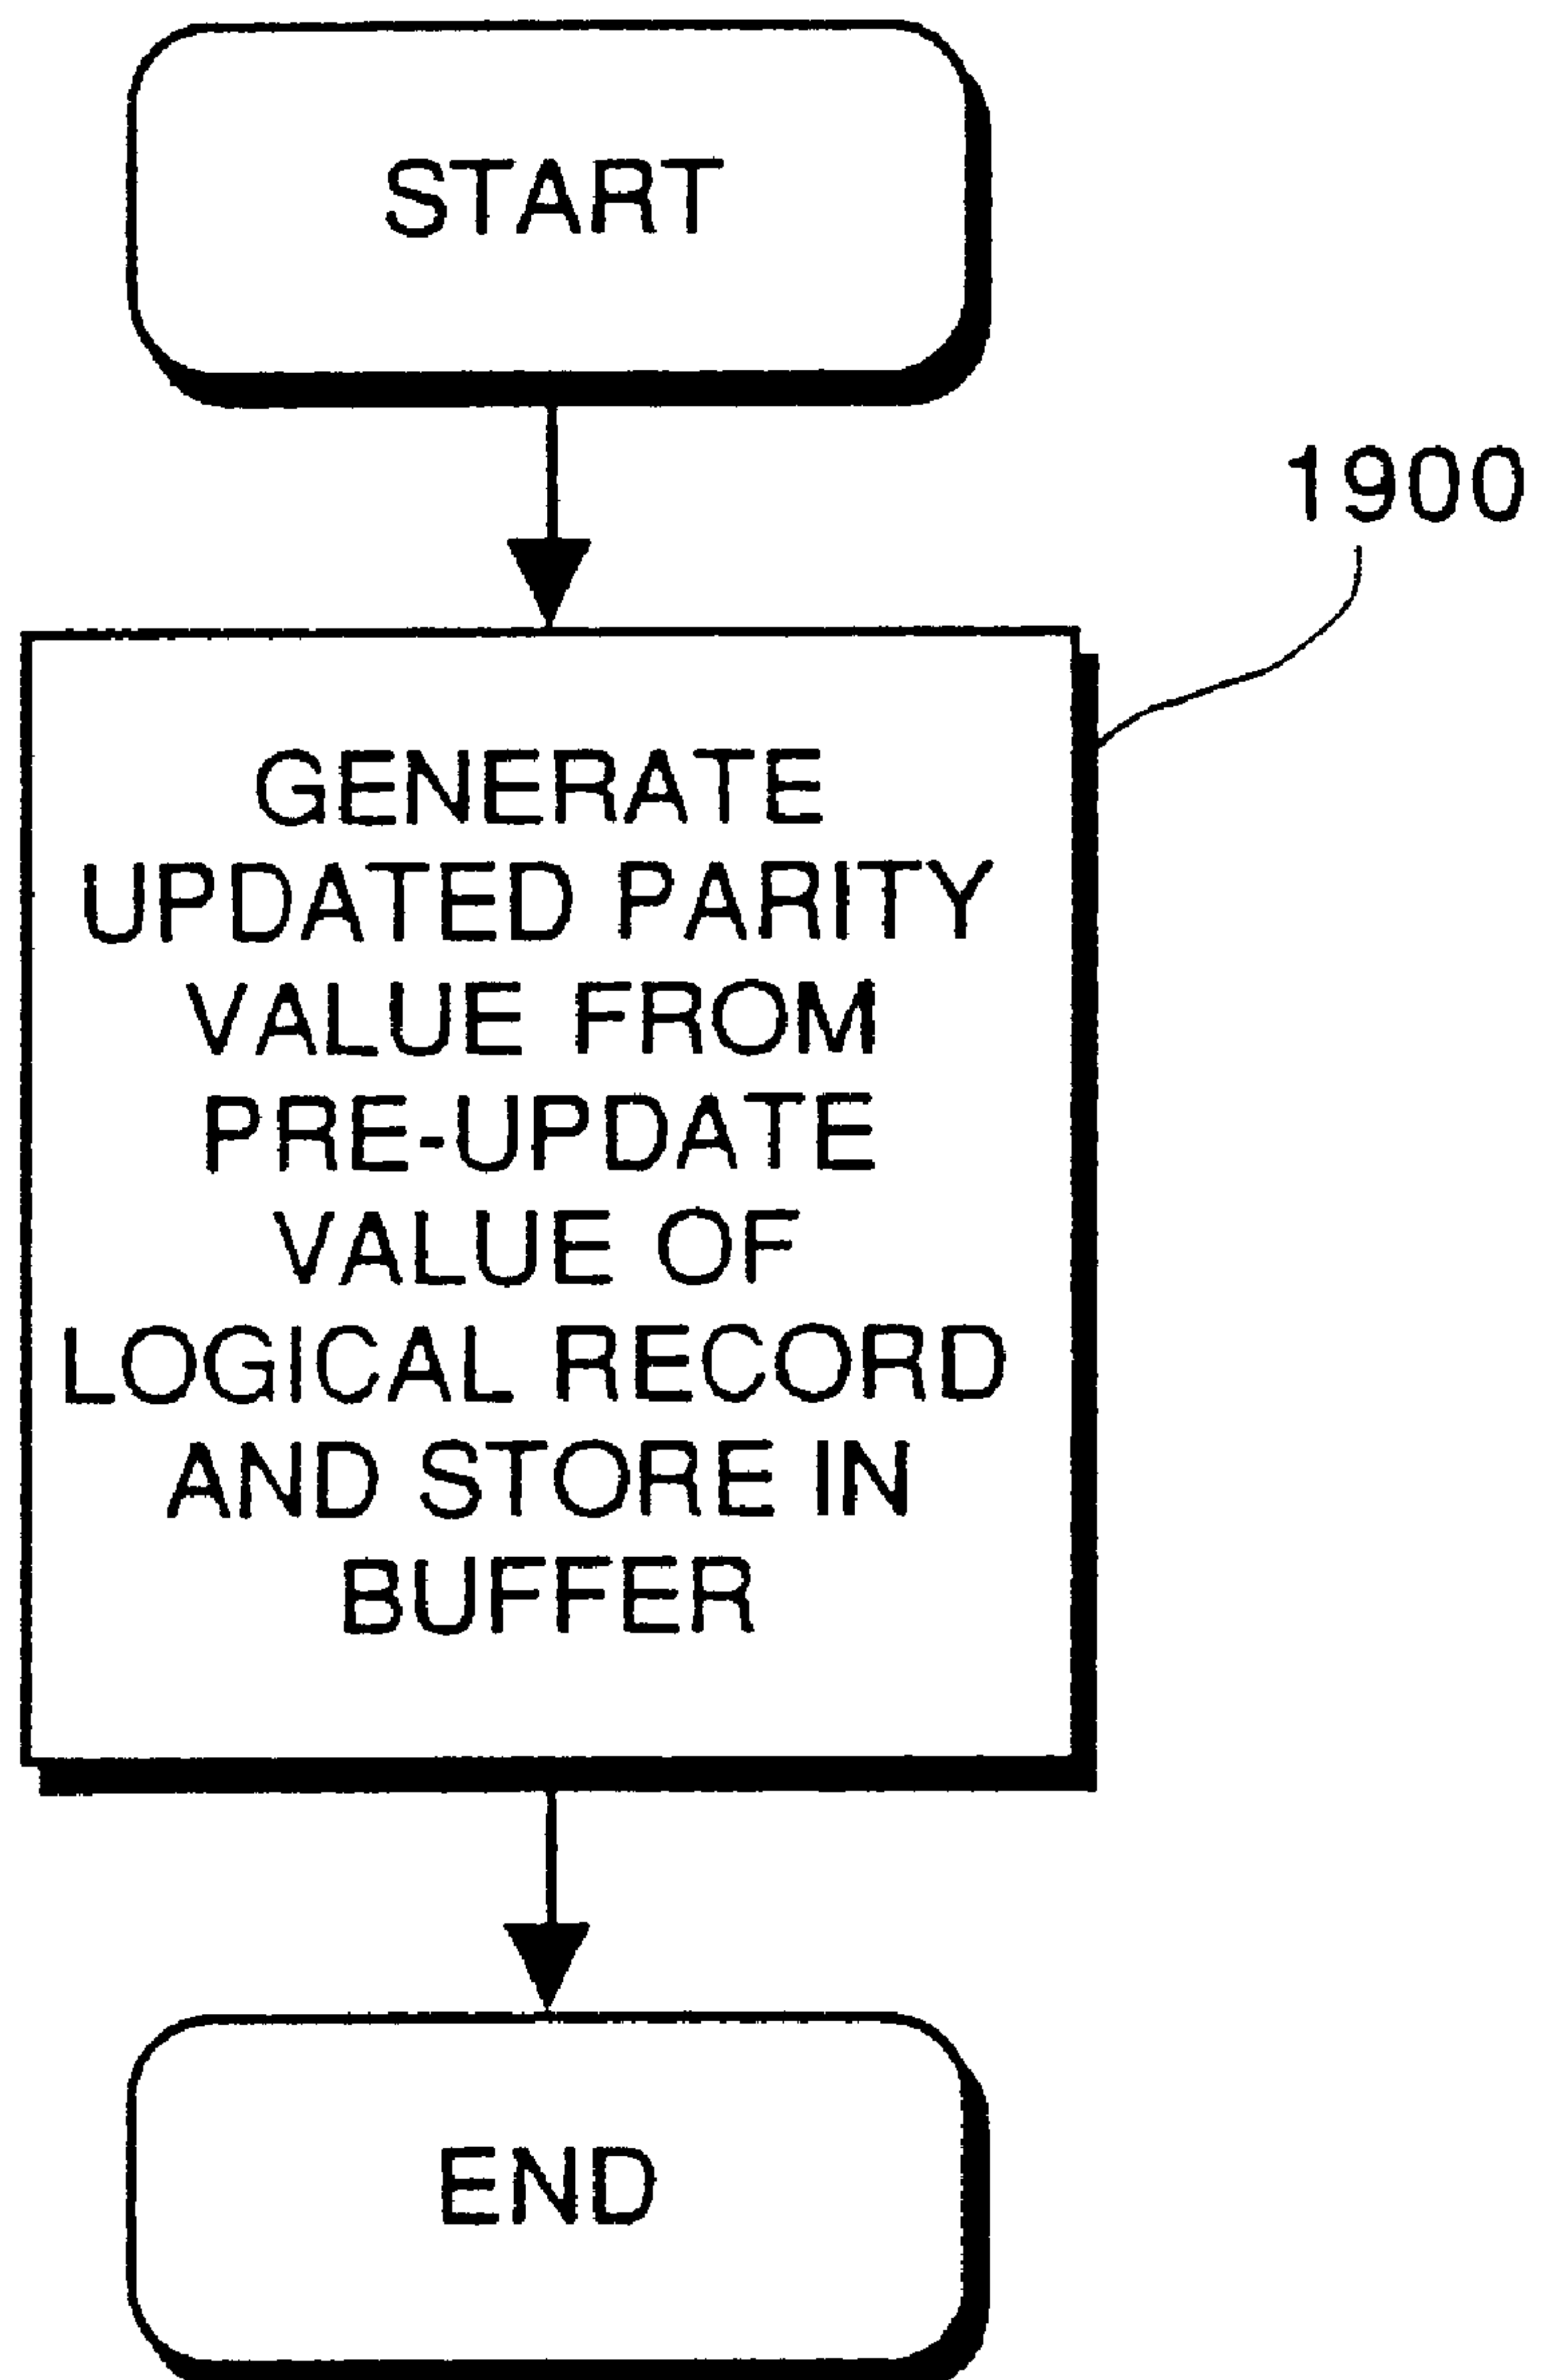 START
1900
GENERATE
UPDATED PARITY
VALUE FROM
PRE-UPDATE
VALUE OF
LOGICAL RECORD
AND STORE IN
BUFFER
END